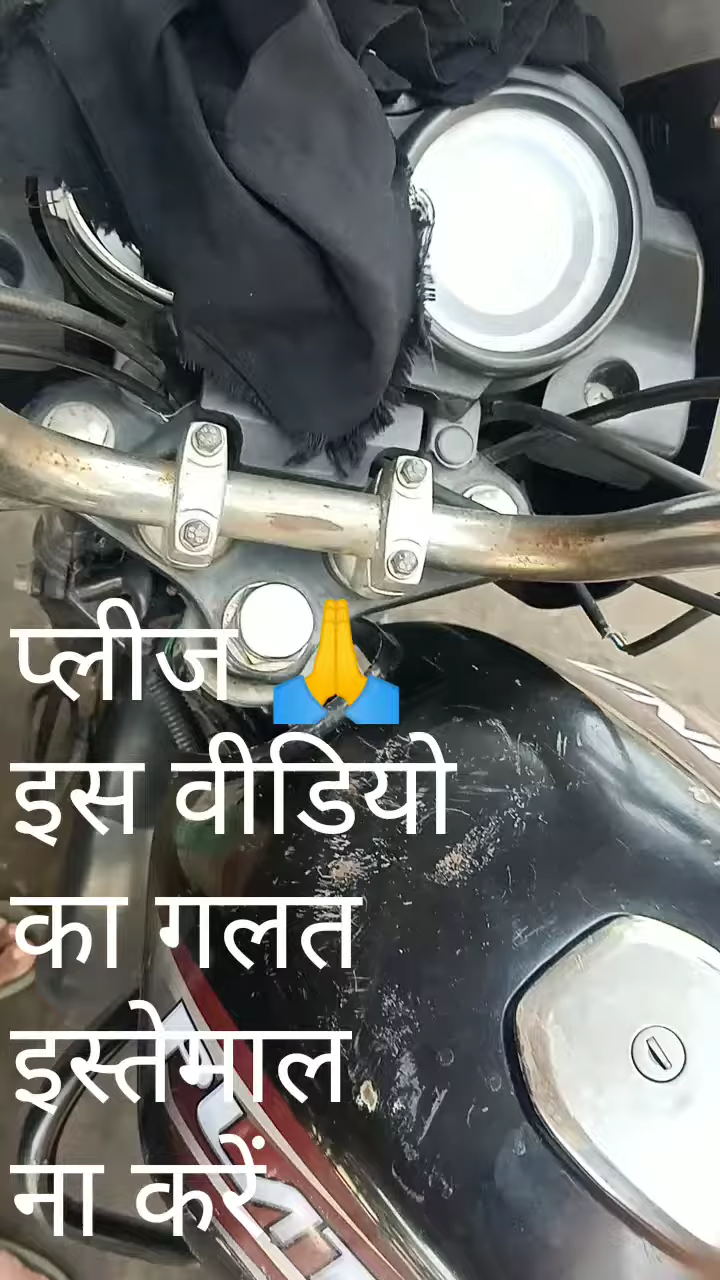 प्लीज 🙏
इस वीडियो
का गलत
इस्तेमाल
ना करें